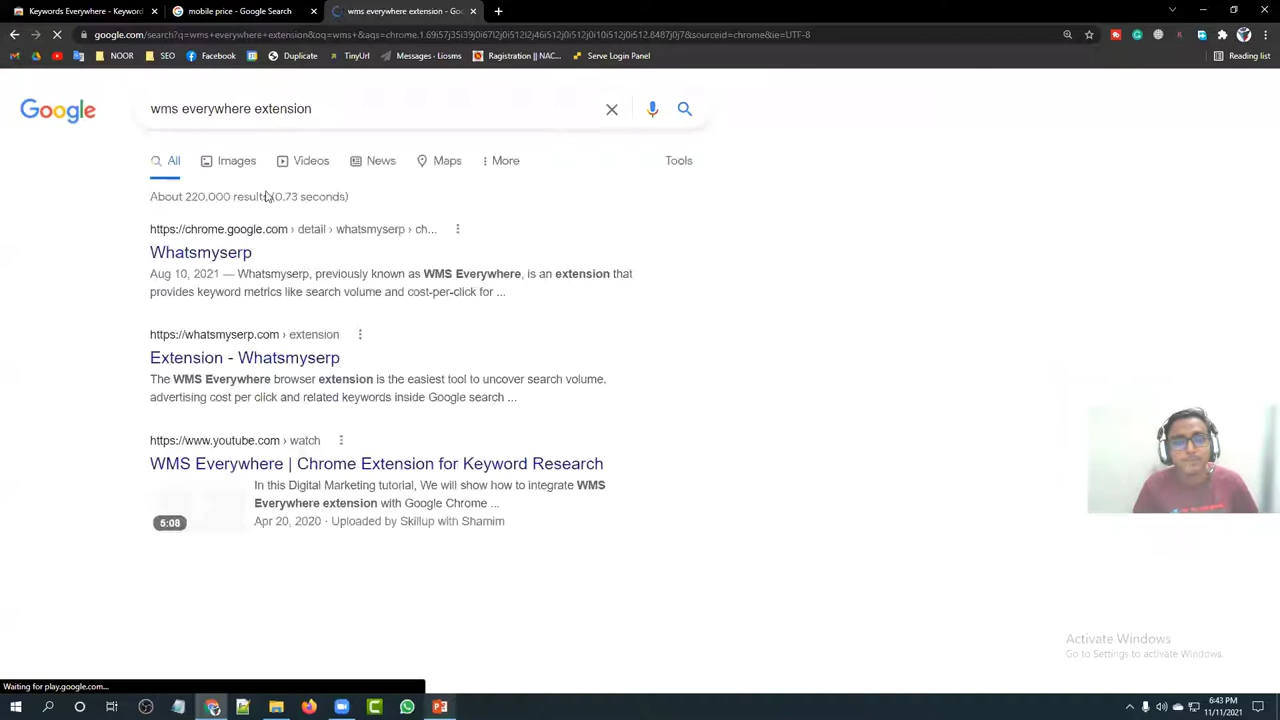 Keywords Everywhere - Keyword
mobile price - Google Search
wms everywhere extension - Goo
google.com/search?q=wms+everywhere+extension&oq=wms+&aqs=chrome.1.69i57j35i39j0i67l2j0i512l2j46i512j0i512j0i10i512j0i512.8487j0j7&sourceid=chrome&ie=UTF-8
NOOR
SEO
Facebook
Duplicate
TinyUrl
Messages - Liosms
Ragistration || NAC...
Serve Login Panel
Reading list
Google
wms everywhere extension
All
Images
Videos
News
Maps
More
Tools
About 220,000 results (0.73 seconds)
https://chrome.google.com › detail › whatsmyserp › ch...
Whatsmyserp
Aug 10, 2021 — Whatsmyserp, previously known as WMS Everywhere, is an extension that
provides keyword metrics like search volume and cost-per-click for ...
https://whatsmyserp.com › extension
Extension - Whatsmyserp
The WMS Everywhere browser extension is the easiest tool to uncover search volume.
advertising cost per click and related keywords inside Google search ...
https://www.youtube.com › watch
WMS Everywhere | Chrome Extension for Keyword Research
In this Digital Marketing tutorial, We will show how to integrate WMS
Everywhere extension with Google Chrome ...
5:08
Apr 20, 2020 · Uploaded by Skillup with Shamim
Activate Windows
Go to Settings to activate Windows.
Waiting for play.google.com...
6:43 PM
11/11/2021